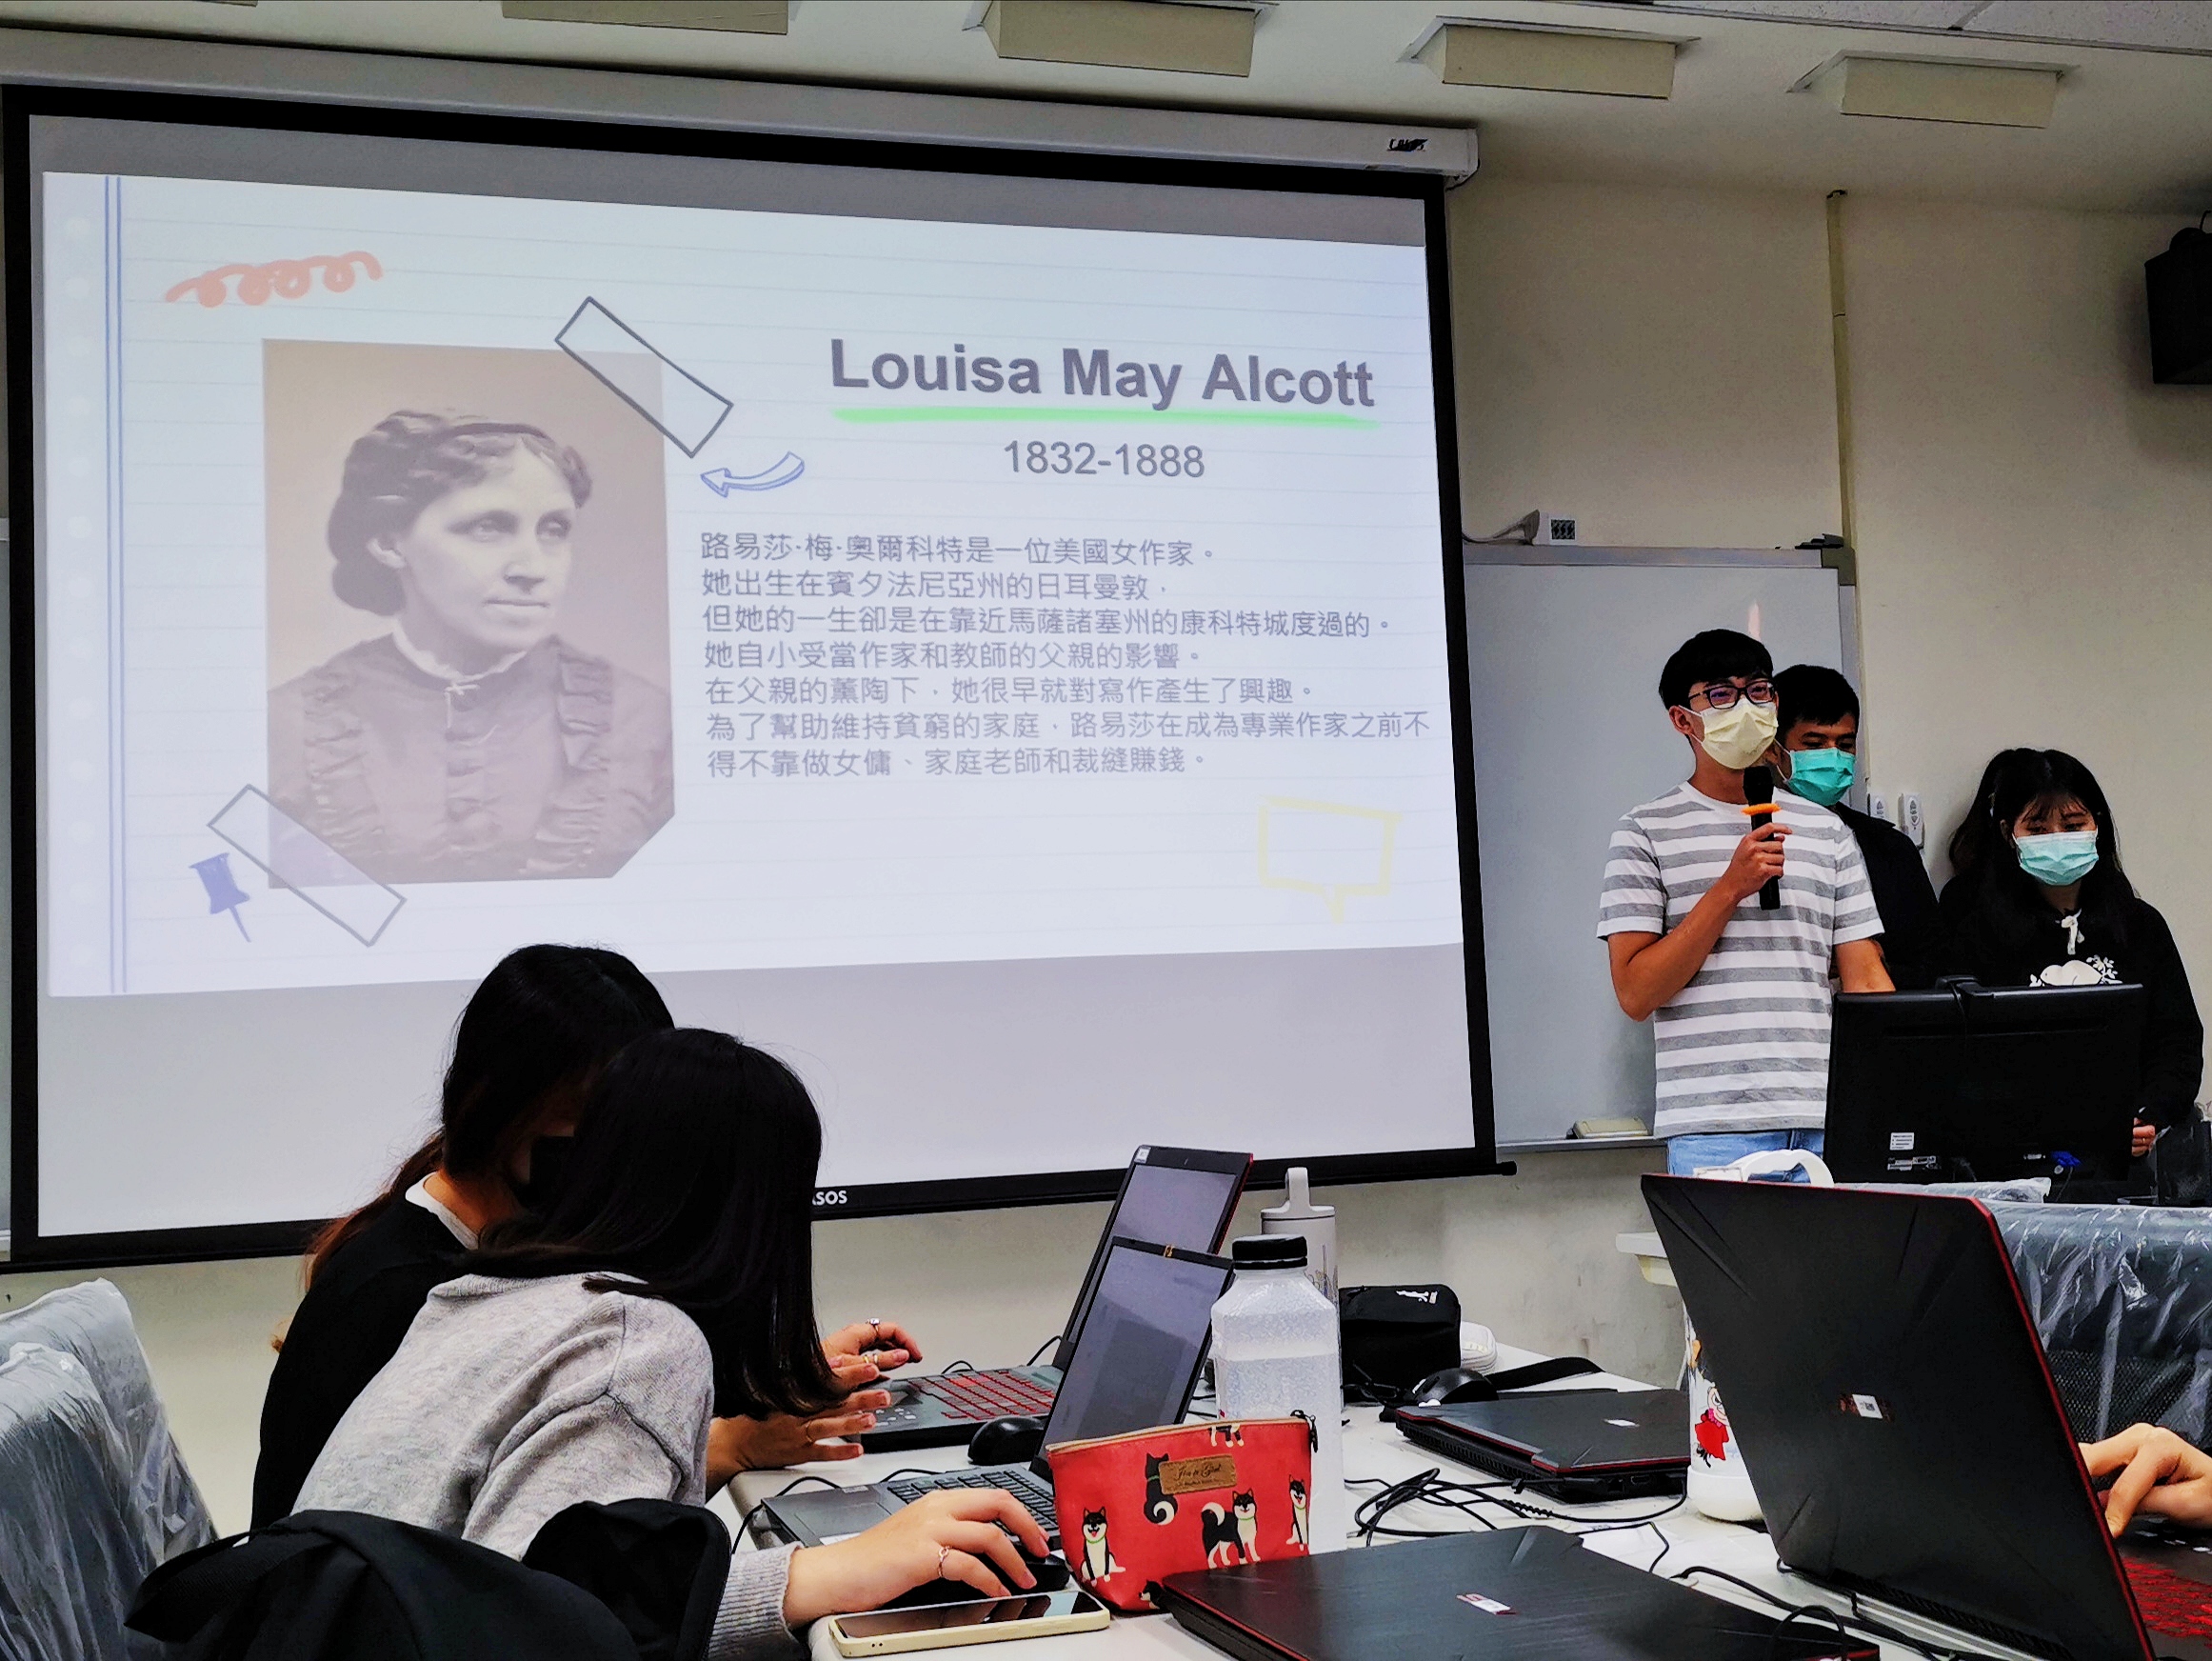 Louisa May Alcott
1832-1888
路易莎·梅·奧爾科特是一位美國女作家。
她出生在賓夕法尼亞州的日耳曼敦，
但她的一生卻是在靠近馬薩諸塞州的康科特城度過的。
她自小受當作家和教師的父親的影響。
在父親的薰陶下，她很早就對寫作產生了興趣。
為了幫助維持貧窮的家庭，路易莎在成為專業作家之前不
得不靠做女傭、家庭老師和裁縫賺錢。